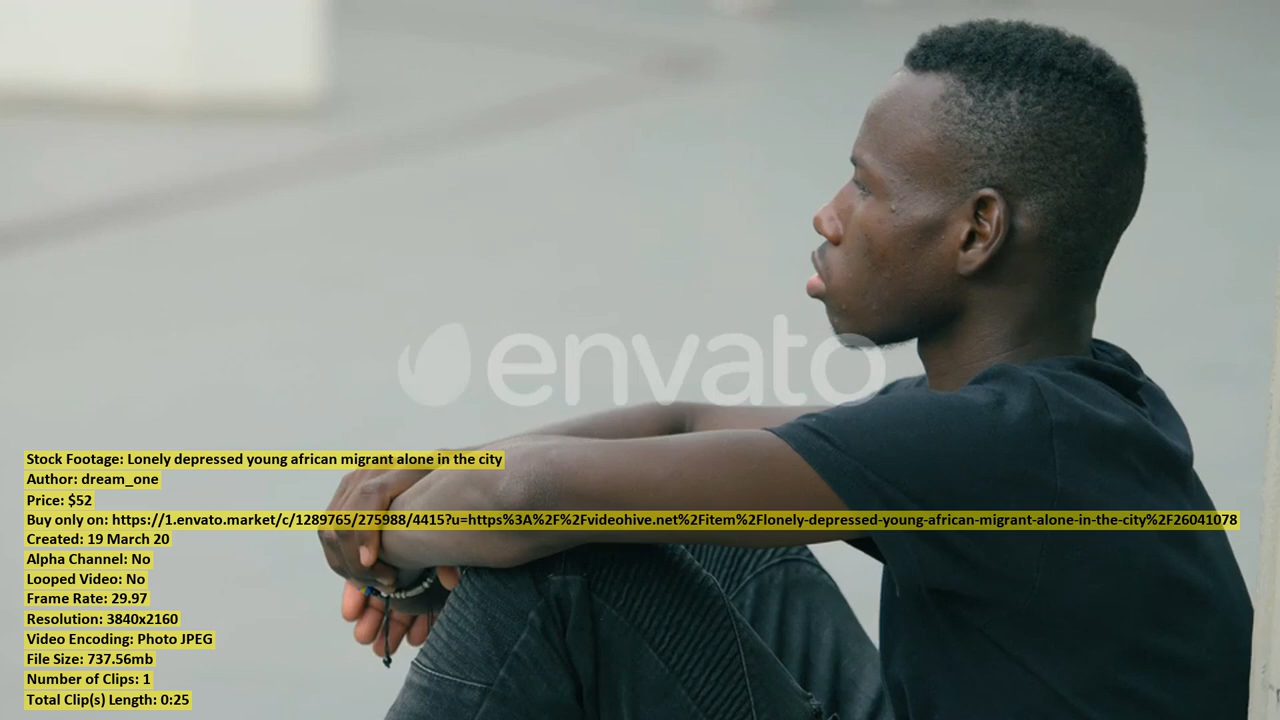 envato
Stock Footage: Lonely depressed young african migrant alone in the city
Author: dream_one
Price: $52
Buy only on: https://1.envato.market/c/1289765/275988/4415?u=https%3A%2F%2Fvideohive.net%2Fitem%2Flonely-depressed-young-african-migrant-alone-in-the-city%2F26041078
Created: 19 March 20
Alpha Channel: No
Looped Video: No
Frame Rate: 29.97
Resolution: 3840x2160
Video Encoding: Photo JPEG
File Size: 737.56mb
Number of Clips: 1
Total Clip(s) Length: 0:25